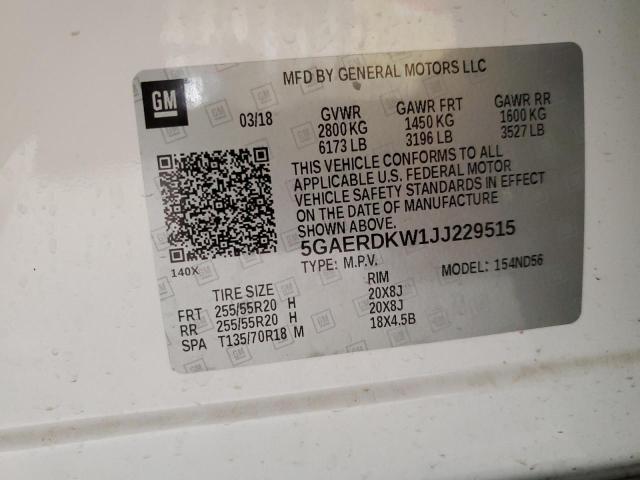 MFD BY GENERAL MOTORS LLC
GM
03/18 GVWR GAWR FRT GAWR RR
2800 KG 1450 KG 1600 KG
6173 LB 3196 LB 3527 LB
THIS VEHICLE CONFORMS TO ALL
APPLICABLE U.S. FEDERAL MOTOR
VEHICLE SAFETY STANDARDS IN EFFECT
ON THE DATE OF MANUFACTURE
SHOWN ABOVE.
5GAERDKW1JJ229515
140X
TYPE: M.P.V. MODEL: 154ND56
TIRE SIZE RIM
FRT 255/55R20 H 20X8J
RR 255/55R20 H 20X8J
SPA T135/70R18 M 18X4.5B